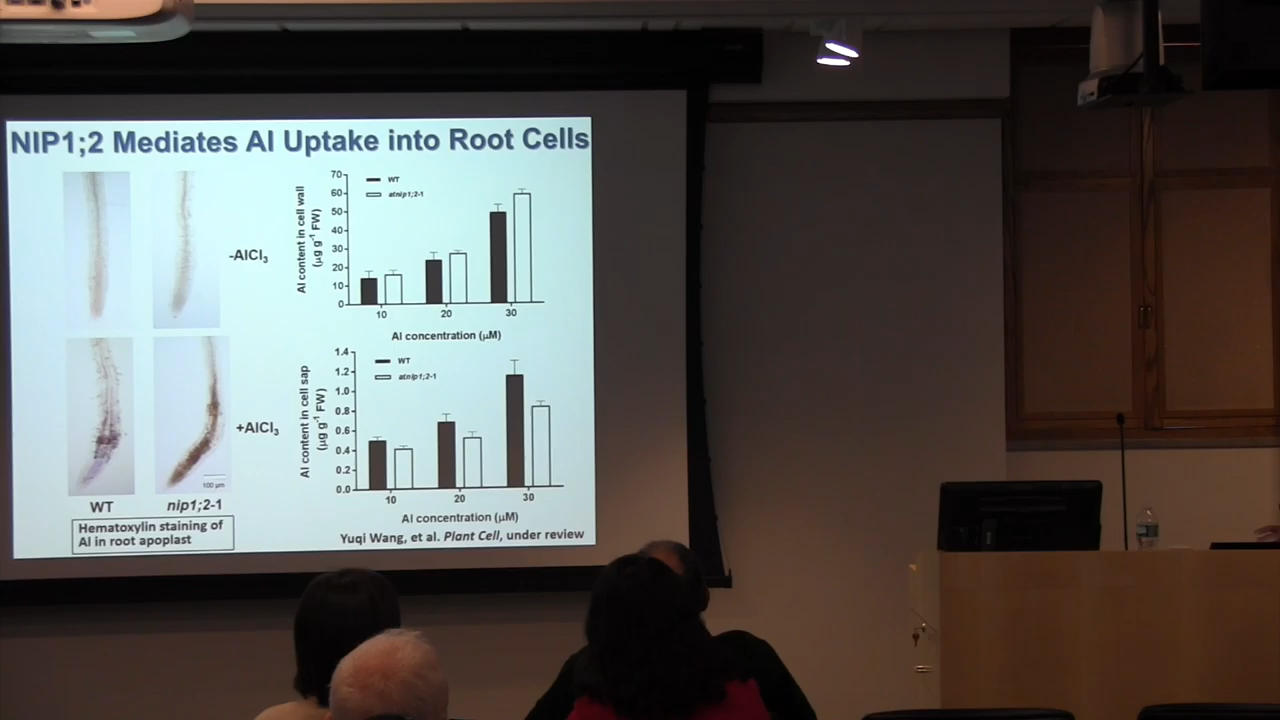 NIP1;2 Mediates Al Uptake into Root Cells
-AlCl3
+AlCl3
100 µm
WT
nip1;2-1
Hematoxylin staining of
Al in root apoplast
Al content in cell wall
(µg g-1 FW)
70
60
50
40
30
20
10
0
WT
atnip1;2-1
10
20
30
Al concentration (µM)
Al content in cell sap
(µg g-1 FW)
1.4
1.2
1.0
0.8
0.6
0.4
0.2
0.0
WT
atnip1;2-1
10
20
30
Al concentration (µM)
Yuqi Wang, et al. Plant Cell, under review